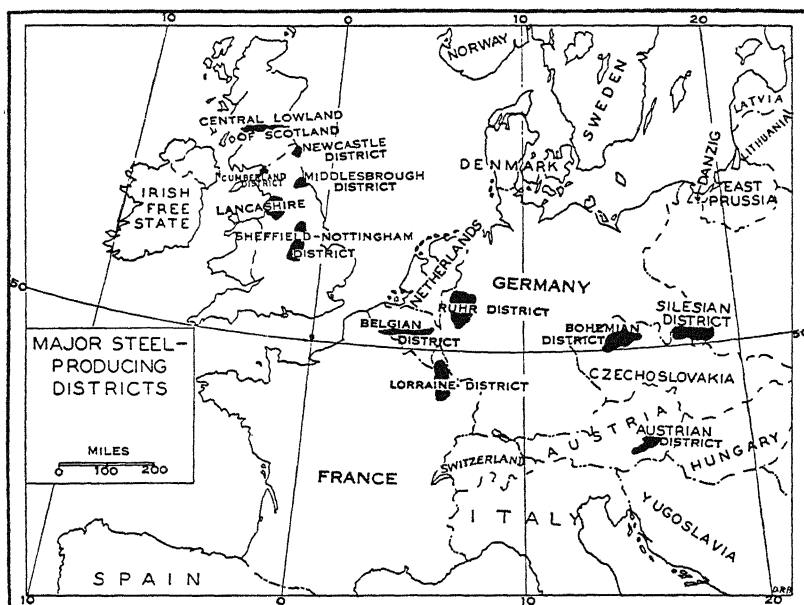 10
0
10
20
NORWAY
SWEDEN
LATVIA
LITHUANIA
DANZIG
EAST
PRUSSIA
DENMARK
CENTRAL LOWLAND
OF SCOTLAND
NEWCASTLE
DISTRICT
CUMBERLAND
DISTRICT
MIDDLESBROUGH
DISTRICT
IRISH
FREE
STATE
LANCASHIRE
SHEFFIELD-NOTTINGHAM
DISTRICT
NETHERLANDS
GERMANY
RUHR DISTRICT
BELGIAN
DISTRICT
BOHEMIAN
DISTRICT
SILESIAN
DISTRICT
50
50
LORRAINE DISTRICT
CZECHOSLOVAKIA
AUSTRIA
AUSTRIAN
DISTRICT
HUNGARY
SWITZERLAND
FRANCE
ITALY
YUGOSLAVIA
SPAIN
MAJOR STEEL-
PRODUCING
DISTRICTS
MILES
0 100 200
10
0
10
20
D.R.B.